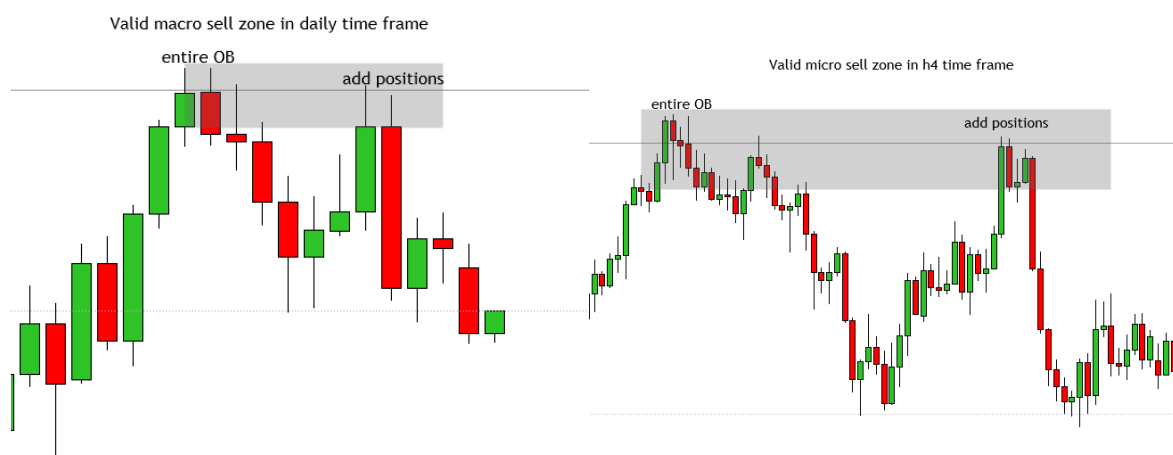 Valid macro sell zone in daily time frame
entire OB
add positions
Valid micro sell zone in h4 time frame
entire OB
add positions